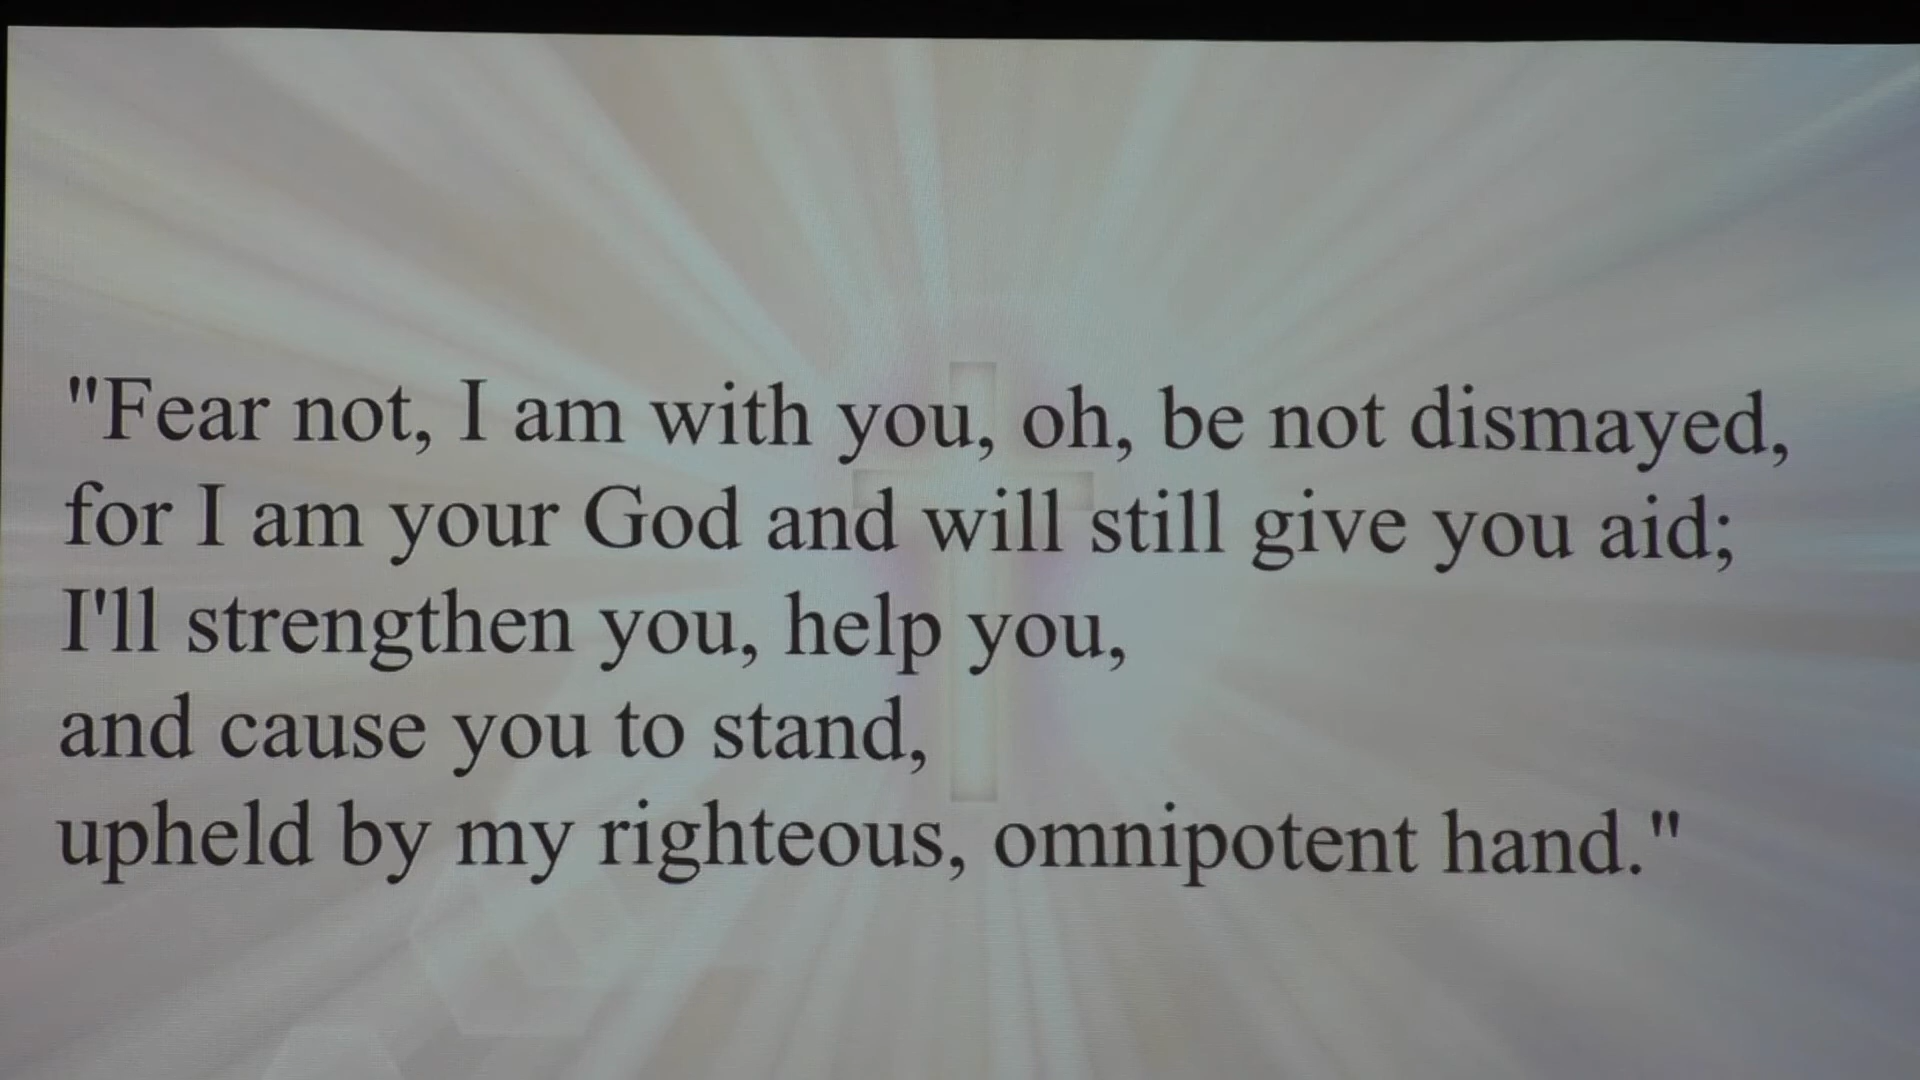 "Fear not, I am with you, oh, be not dismayed,
for I am your God and will still give you aid;
I'll strengthen you, help you,
and cause you to stand,
upheld by my righteous, omnipotent hand."